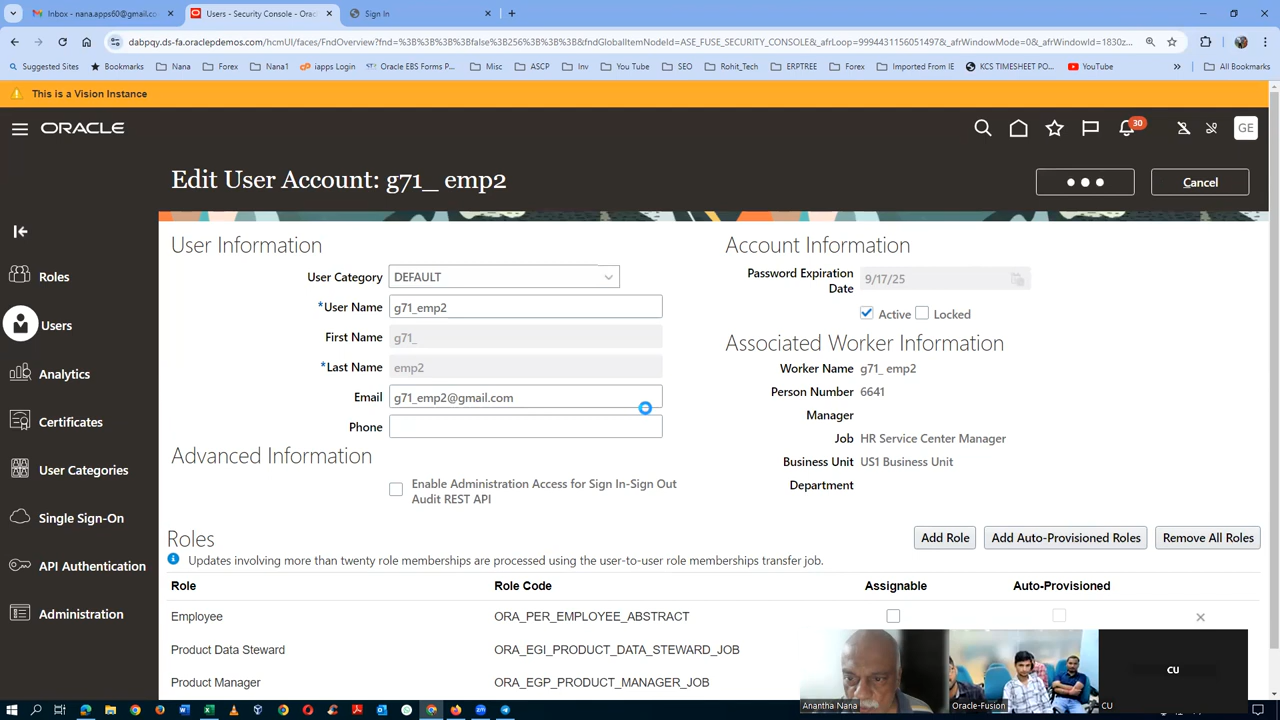 Inbox - nana.apps60@gmail.co
Users - Security Console - Orac
Sign In
dabpqy.ds-fa.oraclepdemos.com/hcmUI/faces/FndOverview?fnd=%3B%3B%3B%3Bfalse%3B256%3B%3B%3B&fndGlobalItemNodeId=ASE_FUSE_SECURITY_CONSOLE&_afrLoop=9994431156051497&_afrWindowMode=0&_afrWindowId=1830z...
Suggested Sites
Bookmarks
Nana
Forex
Nana1
iapps Login
Oracle EBS Forms P...
Misc
ASCP
Inv
You Tube
SEO
Rohit_Tech
ERPTREE
Forex
Imported From IE
KCS TIMESHEET PO...
YouTube
All Bookmarks
This is a Vision Instance
ORACLE
30
GE
Edit User Account: g71_ emp2
Cancel
Roles
Users
Analytics
Certificates
User Categories
Single Sign-On
API Authentication
Administration
User Information
User Category DEFAULT
*User Name g71_emp2
First Name g71_
*Last Name emp2
Email g71_emp2@gmail.com
Phone
Advanced Information
Enable Administration Access for Sign In-Sign Out
Audit REST API
Account Information
Password Expiration
Date
9/17/25
Active
Locked
Associated Worker Information
Worker Name g71_ emp2
Person Number 6641
Manager
Job HR Service Center Manager
Business Unit US1 Business Unit
Department
Roles
Add Role
Add Auto-Provisioned Roles
Remove All Roles
Updates involving more than twenty role memberships are processed using the user-to-user role memberships transfer job.
Role Role Code Assignable Auto-Provisioned
Employee ORA_PER_EMPLOYEE_ABSTRACT
Product Data Steward ORA_EGI_PRODUCT_DATA_STEWARD_JOB
Product Manager ORA_EGP_PRODUCT_MANAGER_JOB
CU
Anantha Nana
Oracle-Fusion
CU